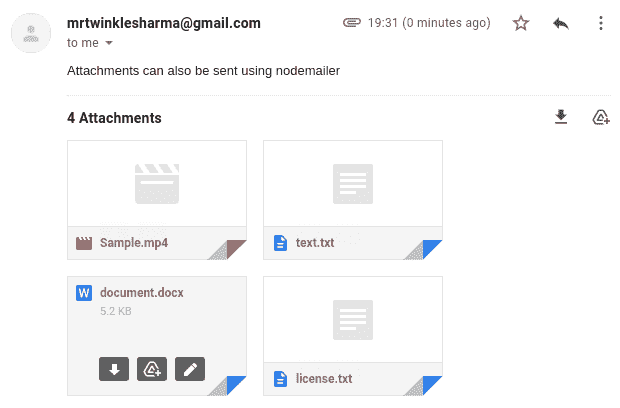 mrtwinklesharma@gmail.com
19:31 (0 minutes ago)
to me
Attachments can also be sent using nodemailer
4 Attachments
Sample.mp4
text.txt
W document.docx
5.2 KB
license.txt